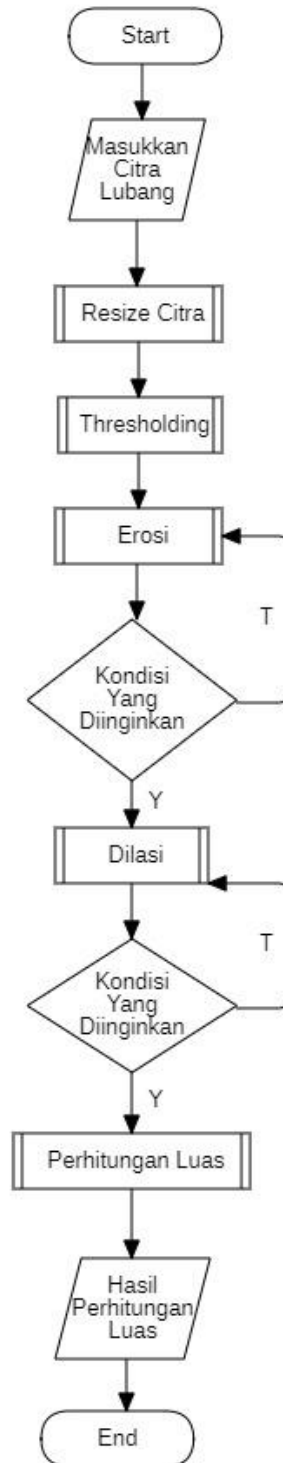 Start
Masukkan
Citra
Lubang
Resize Citra
Thresholding
Erosi
T
Kondisi
Yang
Diinginkan
Y
Dilasi
T
Kondisi
Yang
Diinginkan
Y
Perhitungan Luas
Hasil
Perhitungan
Luas
End